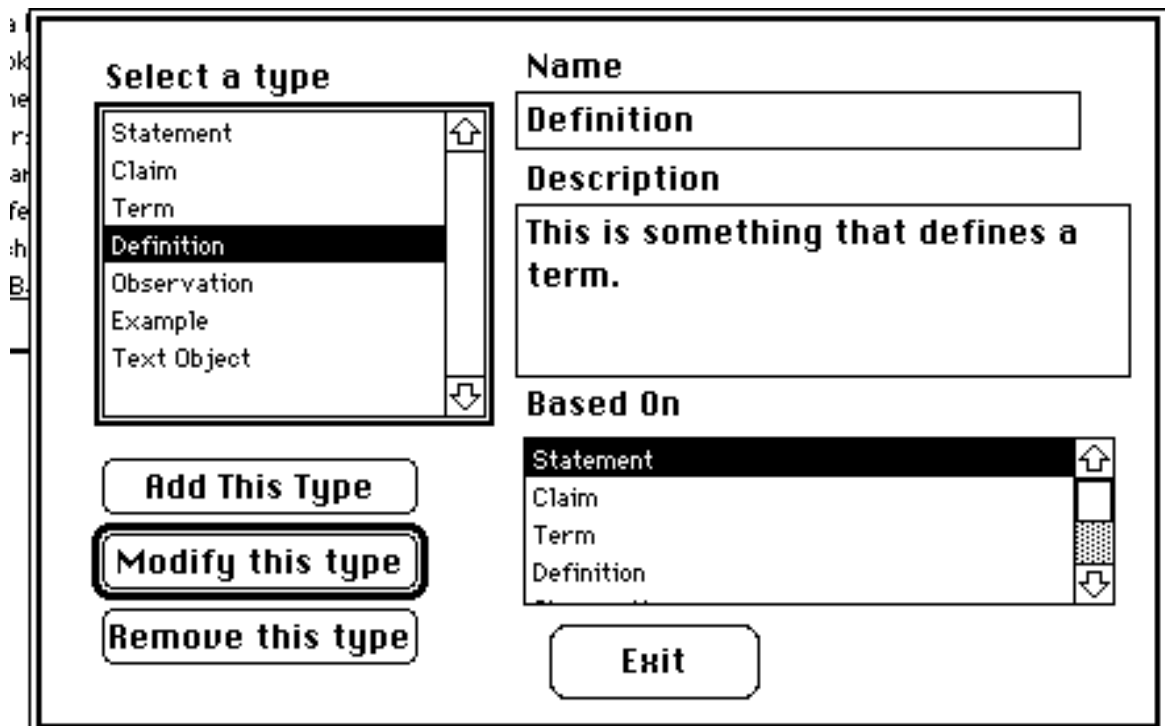 Select a type
Statement
Claim
Term
Definition
Observation
Example
Text Object
Add This Type
Modify this type
Remove this type
Name
Definition
Description
This is something that defines a
term.
Based On
Statement
Claim
Term
Definition
Exit